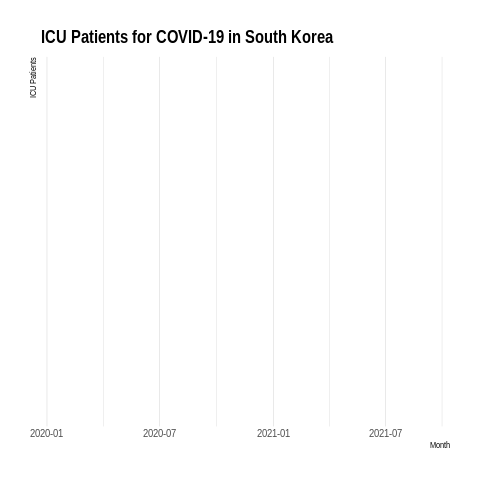 ICU Patients for COVID-19 in South Korea
ICU Patients
2020-01 2020-07 2021-01 2021-07
Month